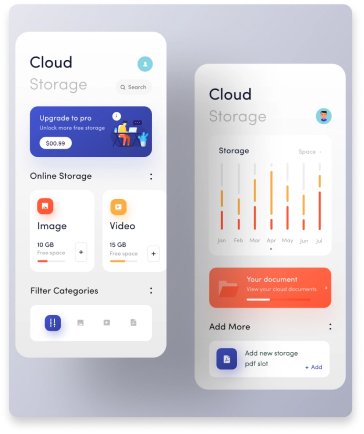 Cloud
Storage
Search
Upgrade to pro
Unlock more free storage
$00.99
Online Storage
Image
10 GB
Free space
+
Video
15 GB
Free space
+
Filter Categories
Cloud
Storage
Storage
Space
Jan
Feb
Mar
Apr
May
Jun
Jul
Your document
View your cloud documents
Add More
Add new storage
pdf slot
+ Add